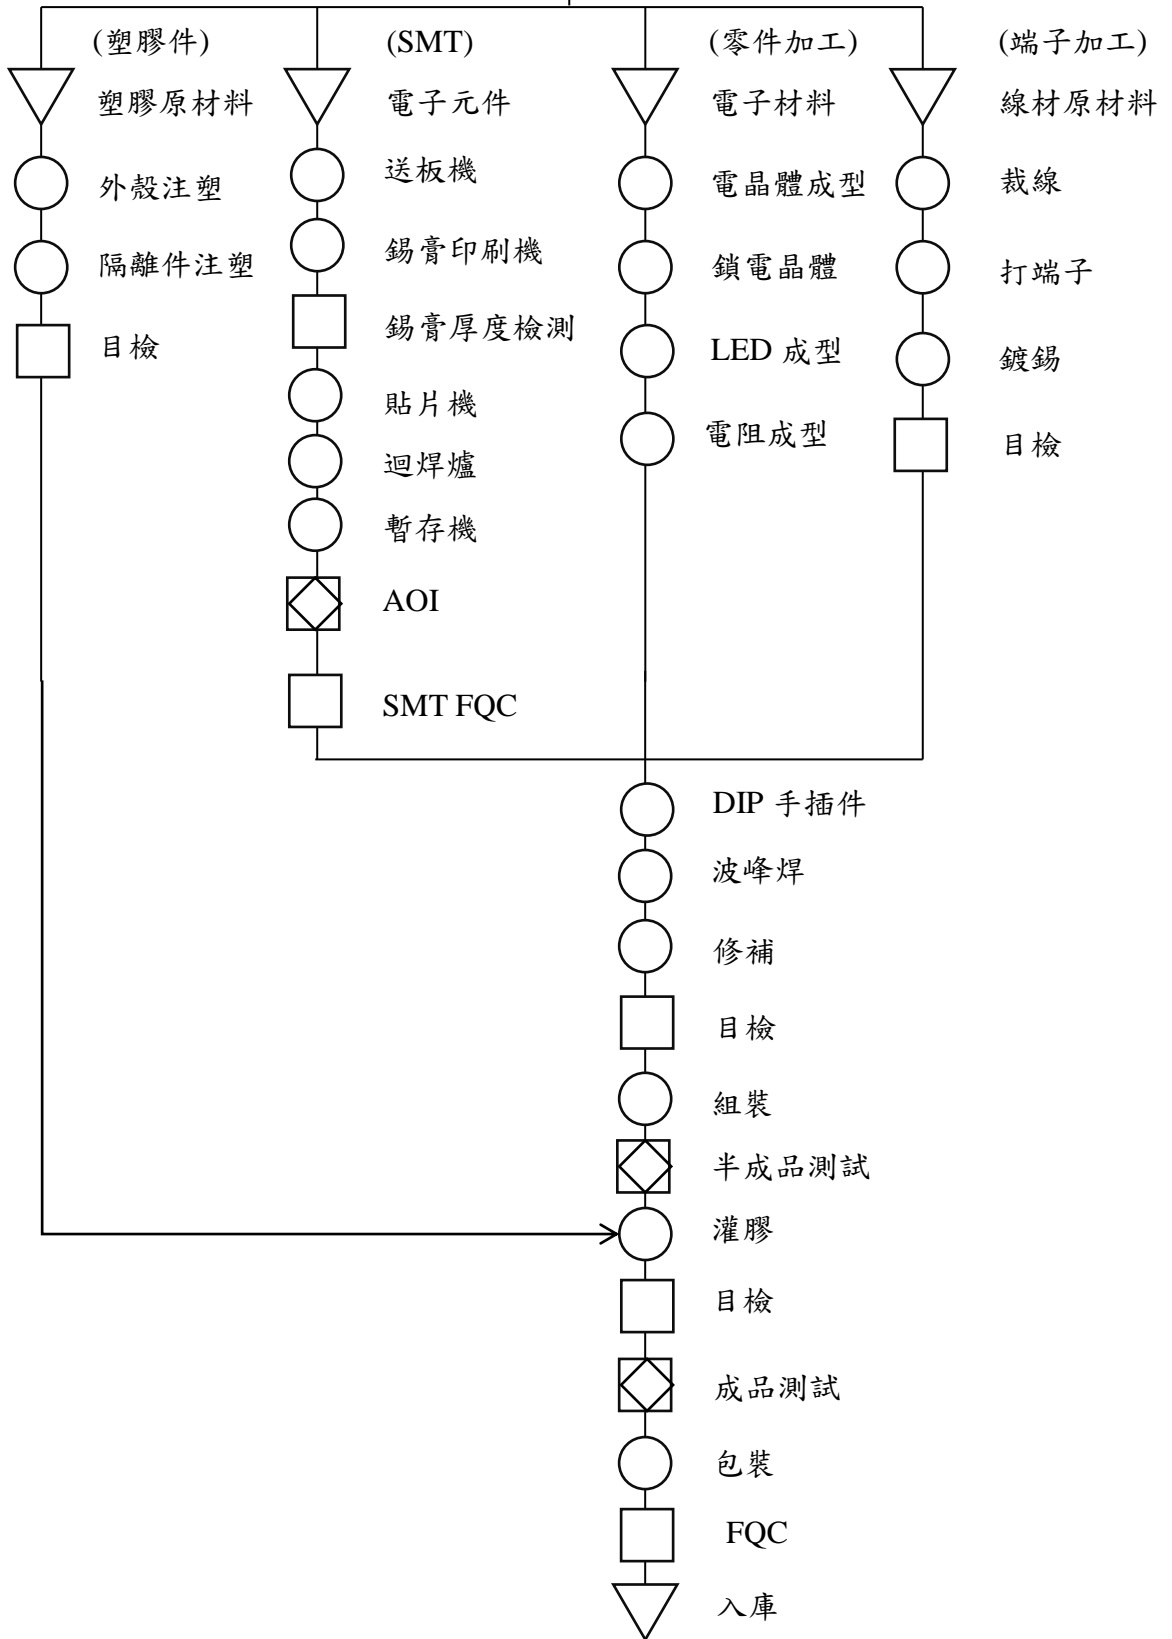 (塑膠件)
塑膠原材料
外殼注塑
隔離件注塑
目檢
(SMT)
電子元件
送板機
錫膏印刷機
錫膏厚度檢測
貼片機
迴焊爐
暫存機
AOI
SMT FQC
(零件加工)
電子材料
電晶體成型
鎖電晶體
LED 成型
電阻成型
(端子加工)
線材原材料
裁線
打端子
鍍錫
目檢
DIP 手插件
波峰焊
修補
目檢
組裝
半成品測試
灌膠
目檢
成品測試
包裝
FQC
入庫